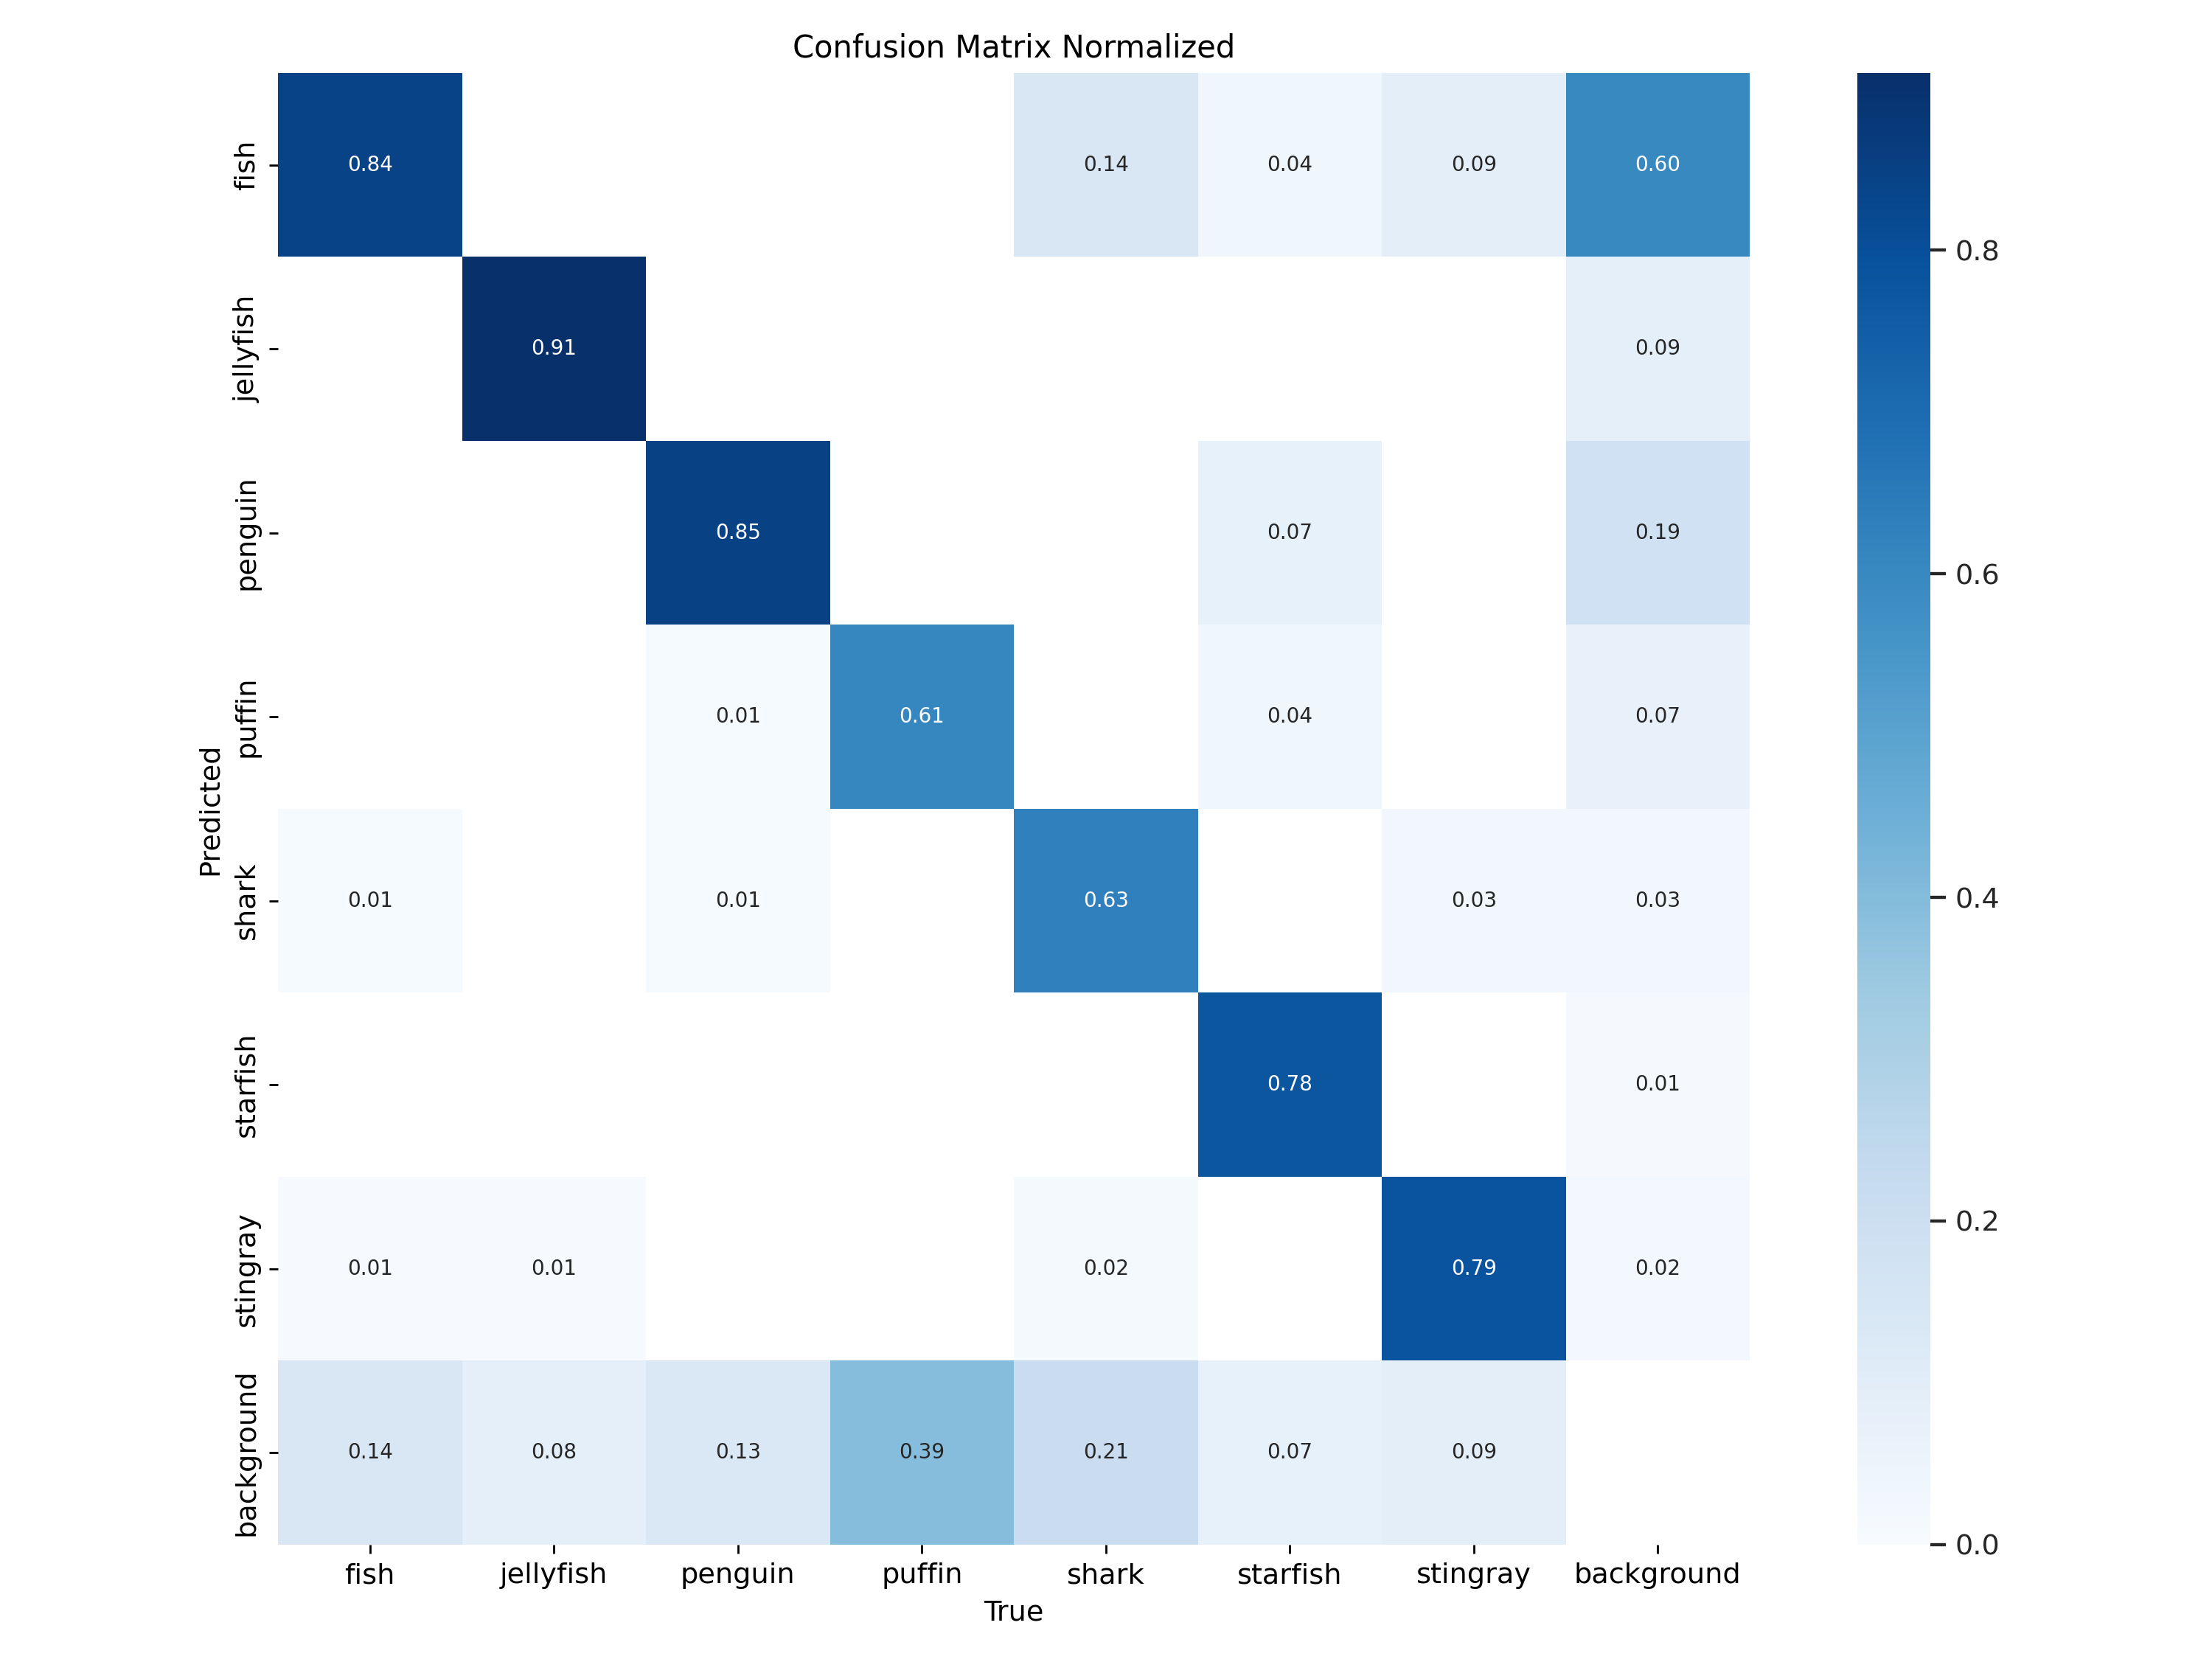 Confusion Matrix Normalized
fish
0.84
0.14
0.04
0.09
0.60
jellyfish
0.91
0.09
penguin
0.85
0.07
0.19
puffin
0.01
0.61
0.04
0.07
shark
0.01
0.01
0.63
0.03
0.03
starfish
0.78
0.01
stingray
0.01
0.01
0.02
0.79
0.02
background
0.14
0.08
0.13
0.39
0.21
0.07
0.09
Predicted
fish
jellyfish
penguin
puffin
shark
starfish
stingray
background
True
0.8
0.6
0.4
0.2
0.0